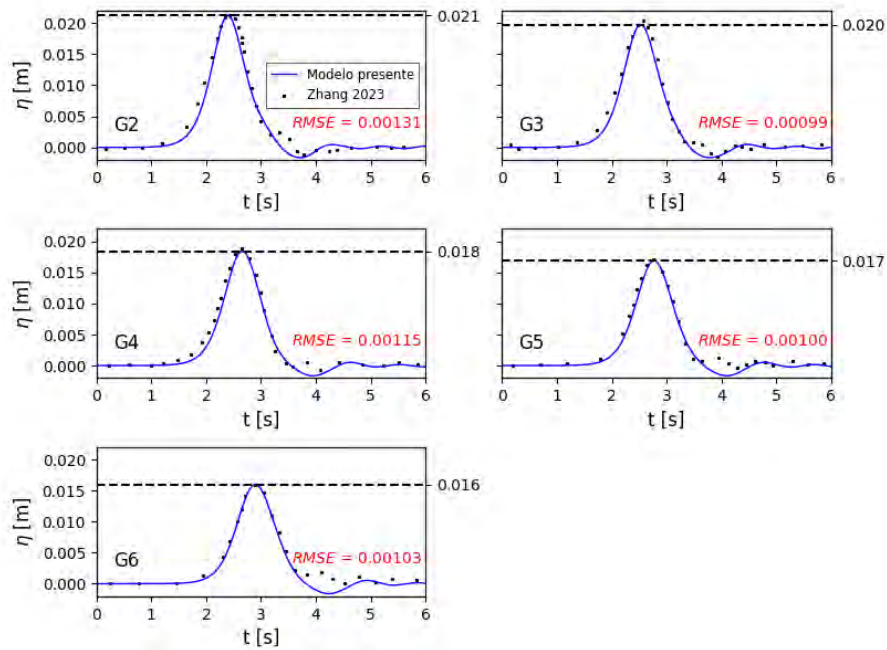 0.020
0.015
0.010
0.005
0.000
η [m]
G2
Modelo presente
Zhang 2023
RMSE = 0.00131
0.021
0 1 2 3 4 5 6
t [s]
G3
RMSE = 0.00099
0.020
0 1 2 3 4 5 6
t [s]
0.020
0.015
0.010
0.005
0.000
η [m]
G4
RMSE = 0.00115
0.018
0 1 2 3 4 5 6
t [s]
G5
RMSE = 0.00100
0.017
0 1 2 3 4 5 6
t [s]
0.020
0.015
0.010
0.005
0.000
η [m]
G6
RMSE = 0.00103
0.016
0 1 2 3 4 5 6
t [s]